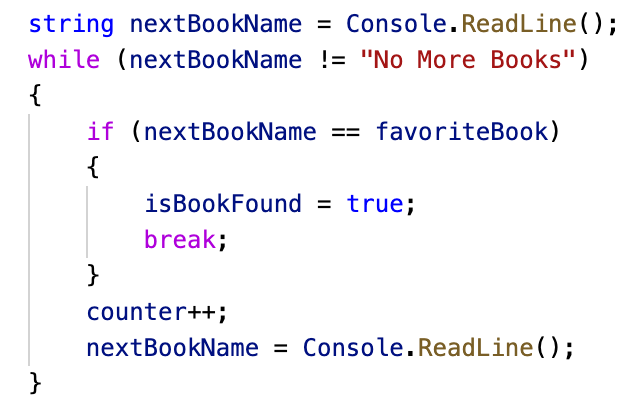 string nextBookName = Console.ReadLine();
while (nextBookName != "No More Books")
{
    if (nextBookName == favoriteBook)
    {
        isBookFound = true;
        break;
    }
    counter++;
    nextBookName = Console.ReadLine();
}